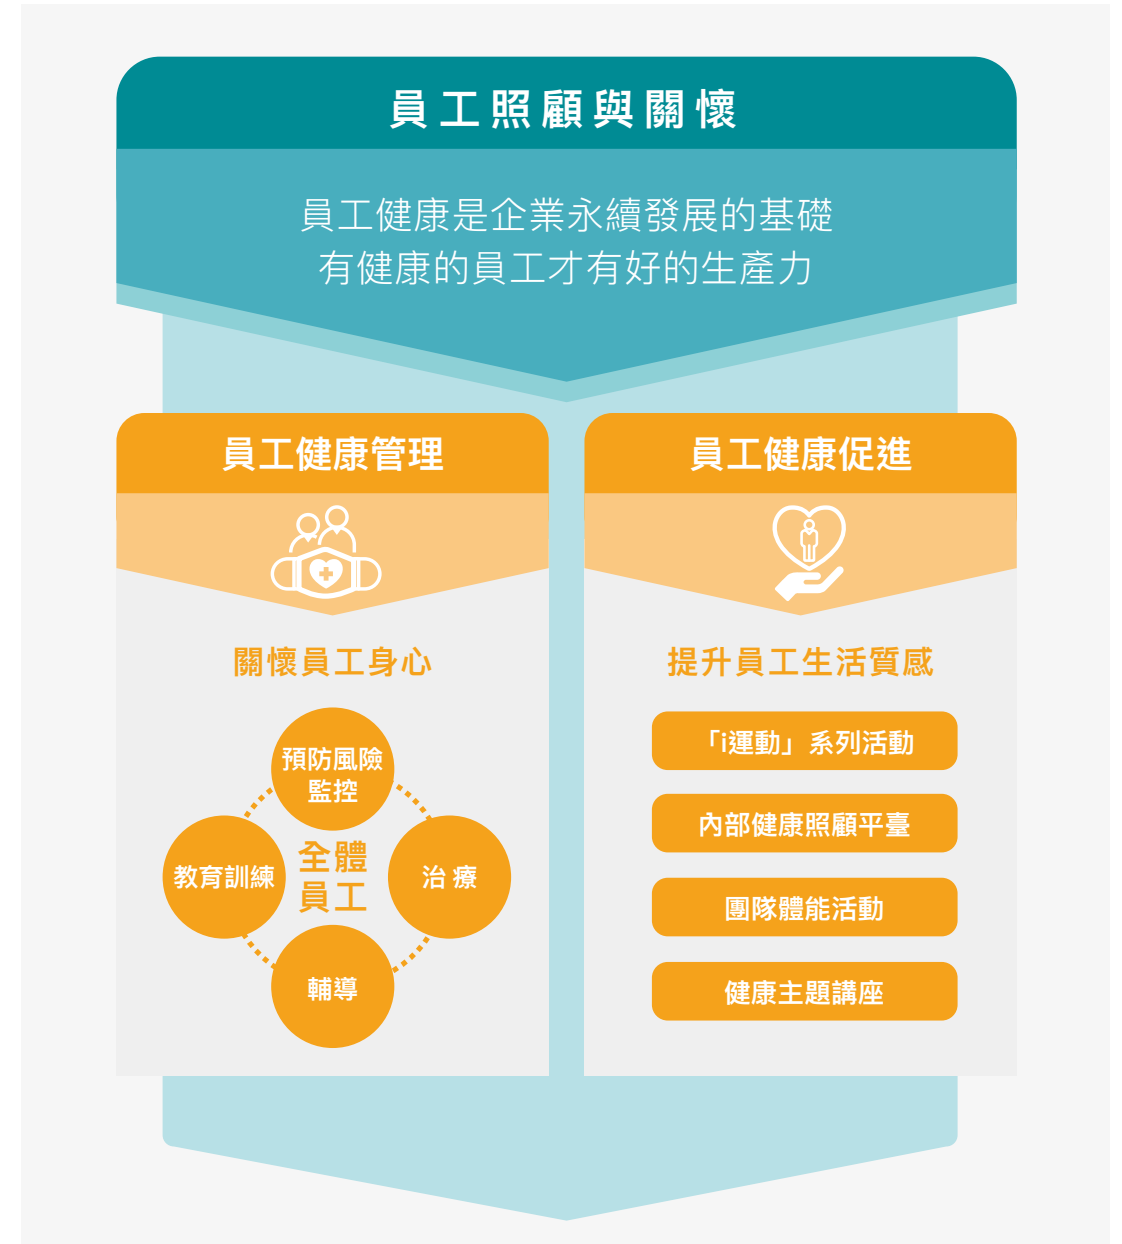 員工照顧與關懷
員工健康是企業永續發展的基礎
有健康的員工才有好的生產力
員工健康管理
關懷員工身心
預防風險
監控
教育訓練
全體
員工
治療
輔導
員工健康促進
提升員工生活質感
「i運動」系列活動
內部健康照顧平臺
團隊體能活動
健康主題講座